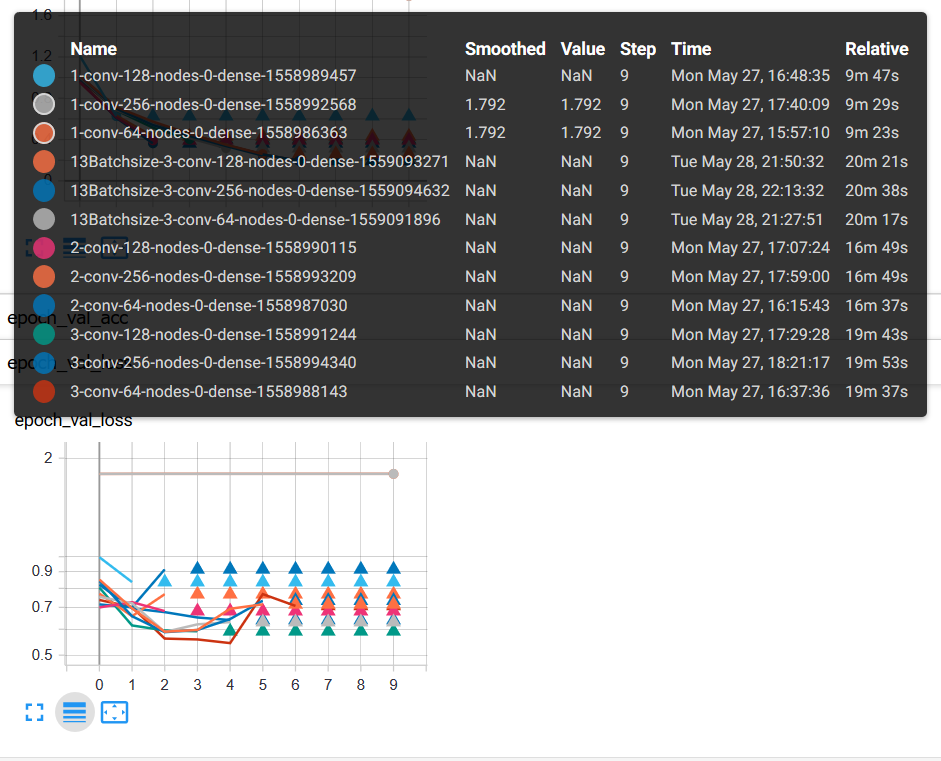 1.6
Name Smoothed Value Step Time Relative
1.2
1-conv-128-nodes-0-dense-1558989457 NaN NaN 9 Mon May 27, 16:48:35 9m 47s
1-conv-256-nodes-0-dense-1558992568 1.792 1.792 9 Mon May 27, 17:40:09 9m 29s
1-conv-64-nodes-0-dense-1558986363 1.792 1.792 9 Mon May 27, 15:57:10 9m 23s
13Batchsize-3-conv-128-nodes-0-dense-1559093271 NaN NaN 9 Tue May 28, 21:50:32 20m 21s
0
13Batchsize-3-conv-256-nodes-0-dense-1559094632 NaN NaN 9 Tue May 28, 22:13:32 20m 38s
13Batchsize-3-conv-64-nodes-0-dense-1559091896 NaN NaN 9 Tue May 28, 21:27:51 20m 17s
2-conv-128-nodes-0-dense-1558990115 NaN NaN 9 Mon May 27, 17:07:24 16m 49s
2-conv-256-nodes-0-dense-1558993209 NaN NaN 9 Mon May 27, 17:59:00 16m 49s
2-conv-64-nodes-0-dense-1558987030 NaN NaN 9 Mon May 27, 16:15:43 16m 37s
epoch_val_acc
3-conv-128-nodes-0-dense-1558991244 NaN NaN 9 Mon May 27, 17:29:28 19m 43s
3-conv-256-nodes-0-dense-1558994340 NaN NaN 9 Mon May 27, 18:21:17 19m 53s
epoch_val_loss
3-conv-64-nodes-0-dense-1558988143 NaN NaN 9 Mon May 27, 16:37:36 19m 37s
epoch_val_loss
2
0.9
0.7
0.5
0 1 2 3 4 5 6 7 8 9